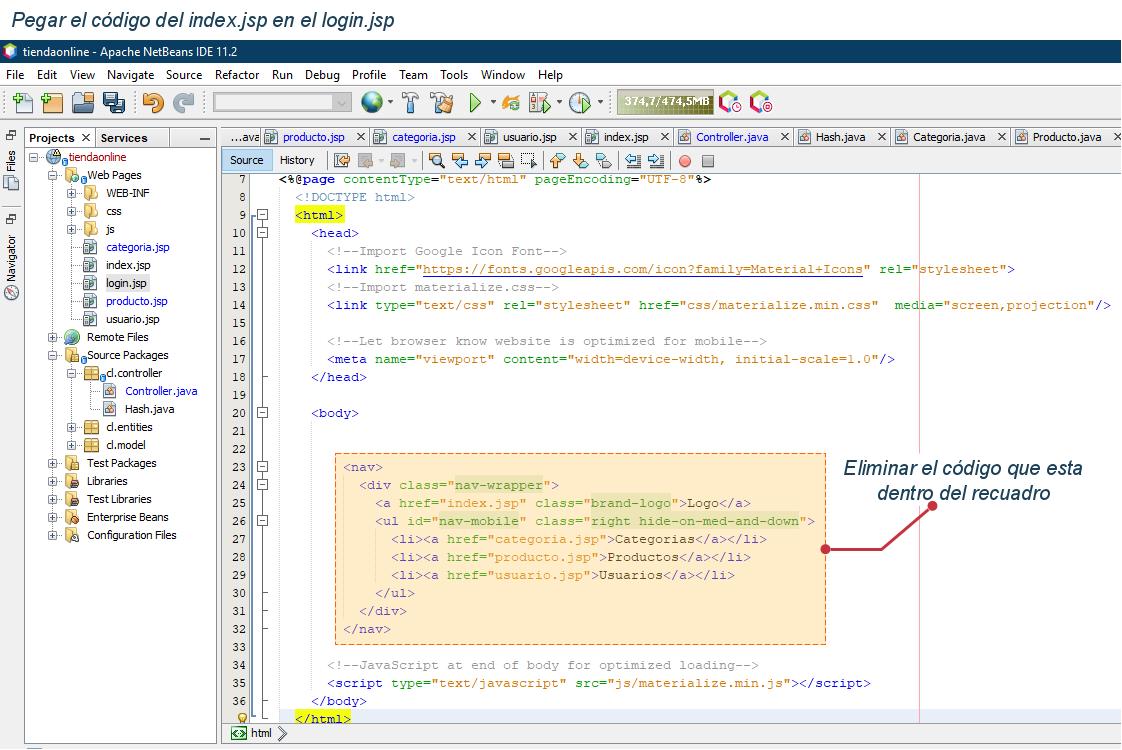 Pegar el código del index.jsp en el login.jsp
tiendaonline - Apache NetBeans IDE 11.2
File Edit View Navigate Source Refactor Run Debug Profile Team Tools Window Help
374,7/474,5MB
Projects Services
...ava producto.jsp categoria.jsp usuario.jsp index.jsp Controller.java Hash.java Categoria.java Producto.java
Source History
Files
Navigator
tiendaonline
Web Pages
WEB-INF
css
js
categoria.jsp
index.jsp
login.jsp
producto.jsp
usuario.jsp
Remote Files
Source Packages
cl.controller
Controller.java
Hash.java
cl.entities
cl.model
Test Packages
Libraries
Test Libraries
Enterprise Beans
Configuration Files
7 <%@page contentType="text/html" pageEncoding="UTF-8"%>
8 <!DOCTYPE html>
9 <html>
10 <head>
11 <!--Import Google Icon Font-->
12 <link href="https://fonts.googleapis.com/icon?family=Material+Icons" rel="stylesheet">
13 <!--Import materialize.css-->
14 <link type="text/css" rel="stylesheet" href="css/materialize.min.css"  media="screen,projection"/>
15
16 <!--Let browser know website is optimized for mobile-->
17 <meta name="viewport" content="width=device-width, initial-scale=1.0"/>
18 </head>
19
20 <body>
21
22
23 <nav>
24 <div class="nav-wrapper">
25 <a href="index.jsp" class="brand-logo">Logo</a>
26 <ul id="nav-mobile" class="right hide-on-med-and-down">
27 <li><a href="categoria.jsp">Categorias</a></li>
28 <li><a href="producto.jsp">Productos</a></li>
29 <li><a href="usuario.jsp">Usuarios</a></li>
30 </ul>
31 </div>
32 </nav>
33
34 <!--JavaScript at end of body for optimized loading-->
35 <script type="text/javascript" src="js/materialize.min.js"></script>
36 </body>
</html>
Eliminar el código que esta
dentro del recuadro
html